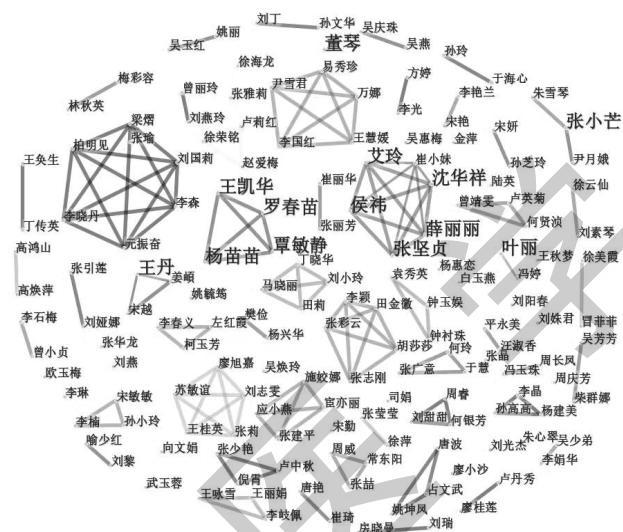 刘丁
孙文华
吴庆珠
姚丽
吴玉红
董琴
吴燕
孙玲
徐海龙
易秀珍
方婷
于海心
梅彩容
曾丽玲
张雅莉
尹雪君
万娜
李艳兰
朱雪琴
林秋英
梁熠
刘燕玲
卢莉红
李光
宋艳
宋妍
张小芒
柏明见
张瑜
徐荣铭
李国红
王慧媛
吴惠梅
金萍
王奂生
刘国莉
赵爱梅
艾玲
崔小妹
孙芝玲
尹月娥
王凯华
崔丽华
沈华祥
陆英
徐云仙
李晓丹
李森
罗春苗
侯祎
曾靖雯
卢英菊
丁传英
元振奋
张丽芳
薛丽丽
何贤祯
刘素琴
高鸿山
王丹
杨苗苗
覃敏静
张坚贞
叶丽
丁晓华
杨惠恋
王秋梦
徐美霞
张引莲
姜頔
马晓丽
刘小玲
袁秀英
白玉燕
冯婷
高焕萍
宋越
姚毓筠
田莉
李颖
田金徽
钟玉娱
刘阳春
李石梅
刘娅娜
李春义
左红霞
樊俭
张彩云
刘姝君
昌菲菲
张华龙
柯玉芳
杨兴华
钟衬珠
平永美
汪淑香
吴芳芳
曾小贞
刘燕
胡莎莎
何玲
张晶
周长凤
欧玉梅
廖旭嘉
吴焕玲
张志刚
张广意
于慧
冯玉珠
周庆芳
李琳
宋敏敏
苏敏谊
刘志雯
施姣娜
司娟
周睿
李晶
柴群娜
应小燕
宦亦丽
张莹莹
李楠
孙小玲
王桂英
张莉
宋勤
刘甜甜
何银芳
孙高高
杨建美
喻少红
向文娟
张少艳
张建平
周威
徐萍
唐波
刘光杰
朱心翠
吴少弟
刘黎
卢中秋
常东阳
李娟华
武玉蓉
倪霄
张喆
廖小沙
王咏雪
王丽娟
唐艳
占文武
卢丹秀
李岐佩
崔琦
姚坤凤
廖桂莲
房晓曼
刘瑞